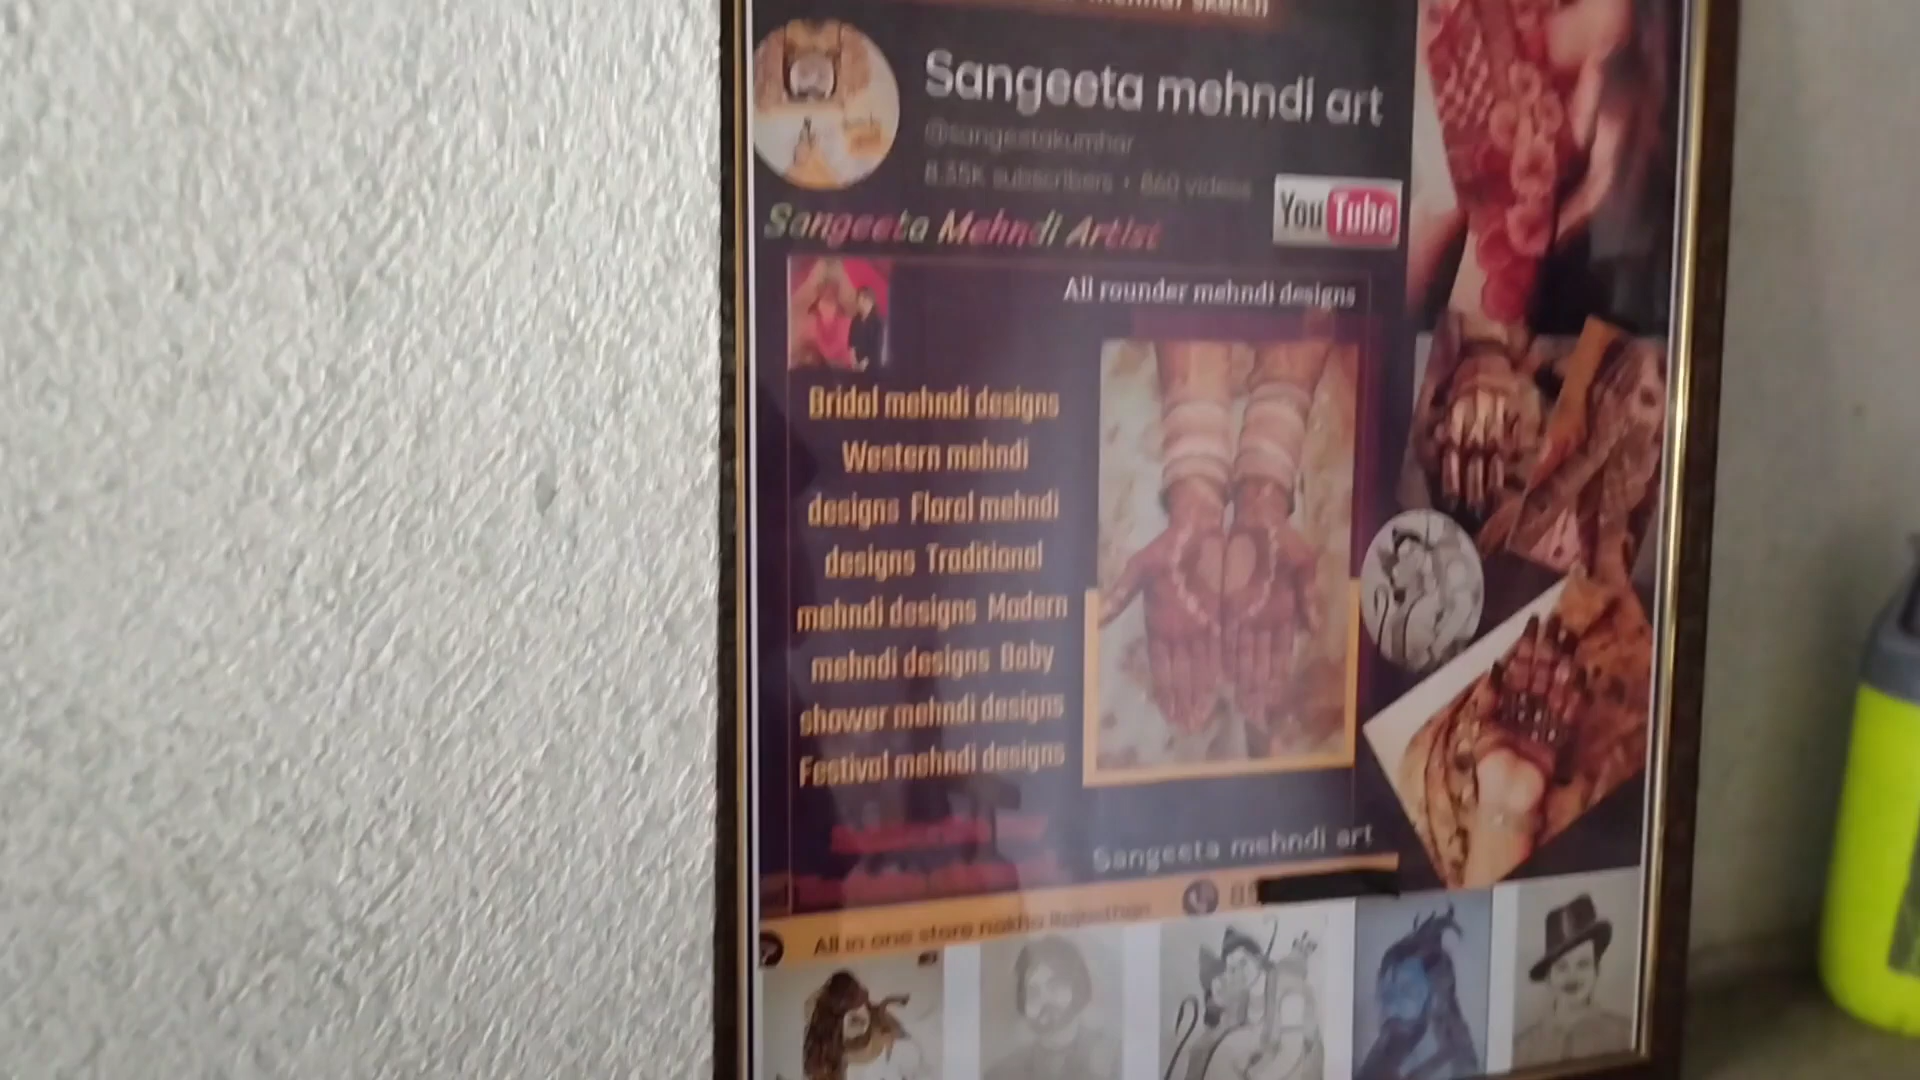 mehndi sketch
Sangeeta mehndi art
@sangeetakumhar
8.35K subscribers • 860 videos
YouTube
Sangeeta Mehndi Artist
All rounder mehndi designs
Bridal mehndi designs
Western mehndi
designs Floral mehndi
designs Traditional
mehndi designs Modern
mehndi designs Baby
shower mehndi designs
Festival mehndi designs
Sangeeta mehndi art
All in one store nokha Rajasthan